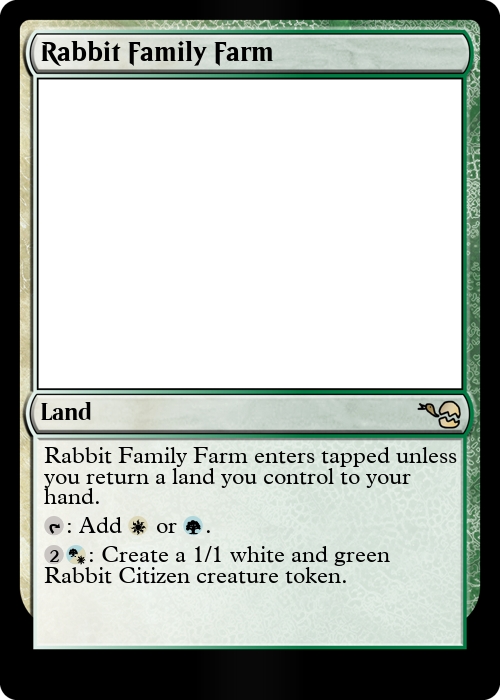 Rabbit Family Farm
Land
Rabbit Family Farm enters tapped unless
you return a land you control to your
hand.
: Add or .
2 : Create a 1/1 white and green
Rabbit Citizen creature token.